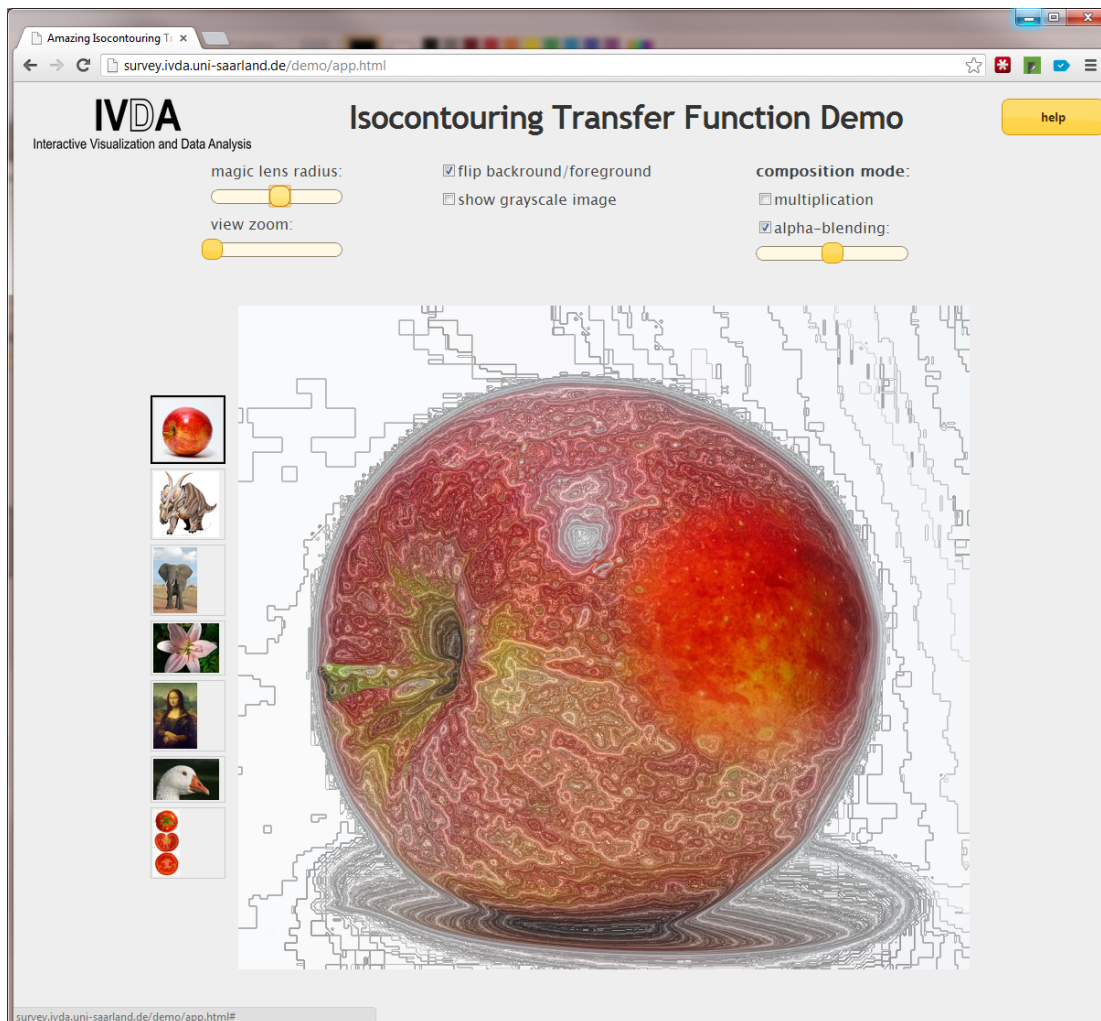 Amazing Isocontouring Tr
survey.ivda.uni-saarland.de/demo/app.html
IVDA
Interactive Visualization and Data Analysis
Isocontouring Transfer Function Demo
help
magic lens radius:
flip backround/foreground
composition mode:
show grayscale image
multiplication
view zoom:
alpha-blending:
survey.ivda.uni-saarland.de/demo/app.html#